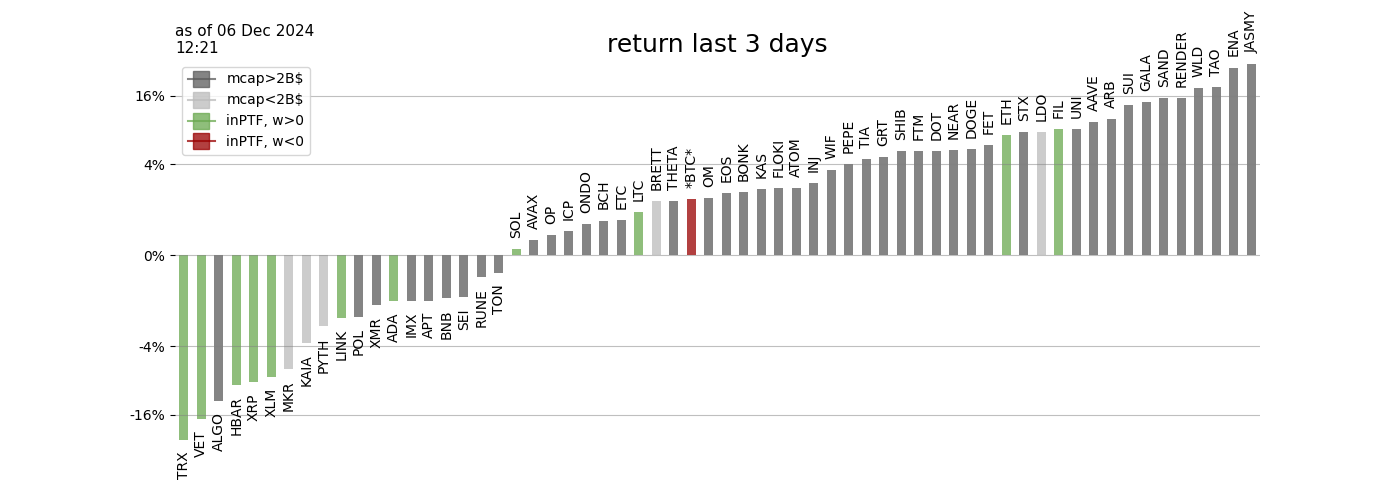 as of 06 Dec 2024
12:21
return last 3 days
mcap>2B$
mcap<2B$
inPTF, w>0
inPTF, w<0
16%
4%
0%
-4%
-16%
TRX
VET
ALGO
HBAR
XRP
XLM
MKR
KAIA
PYTH
LINK
POL
XMR
ADA
IMX
APT
BNB
SEI
RUNE
TON
SOL
AVAX
OP
ICP
ONDO
BCH
ETC
LTC
BRETT
THETA
*BTC*
OM
EOS
BONK
KAS
FLOKI
ATOM
INJ
WIF
PEPE
TIA
GRT
SHIB
FTM
DOT
NEAR
DOGE
FET
ETH
STX
LDO
FIL
UNI
AAVE
ARB
SUI
GALA
SAND
RENDER
WLD
TAO
ENA
JASMY